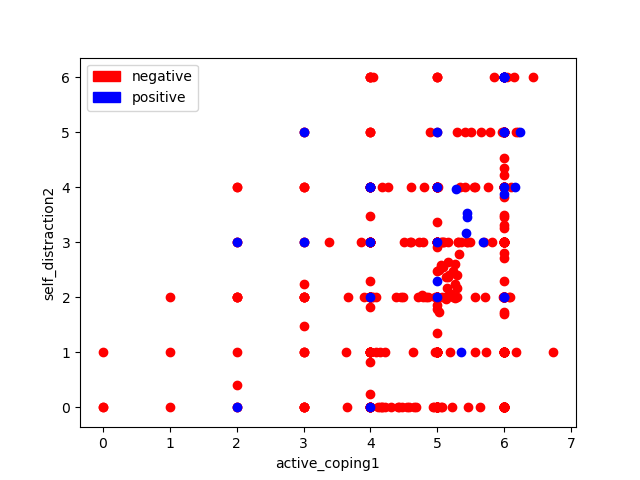 negative
positive
6
5
4
3
2
1
0
self_distraction2
0 1 2 3 4 5 6 7
active_coping1